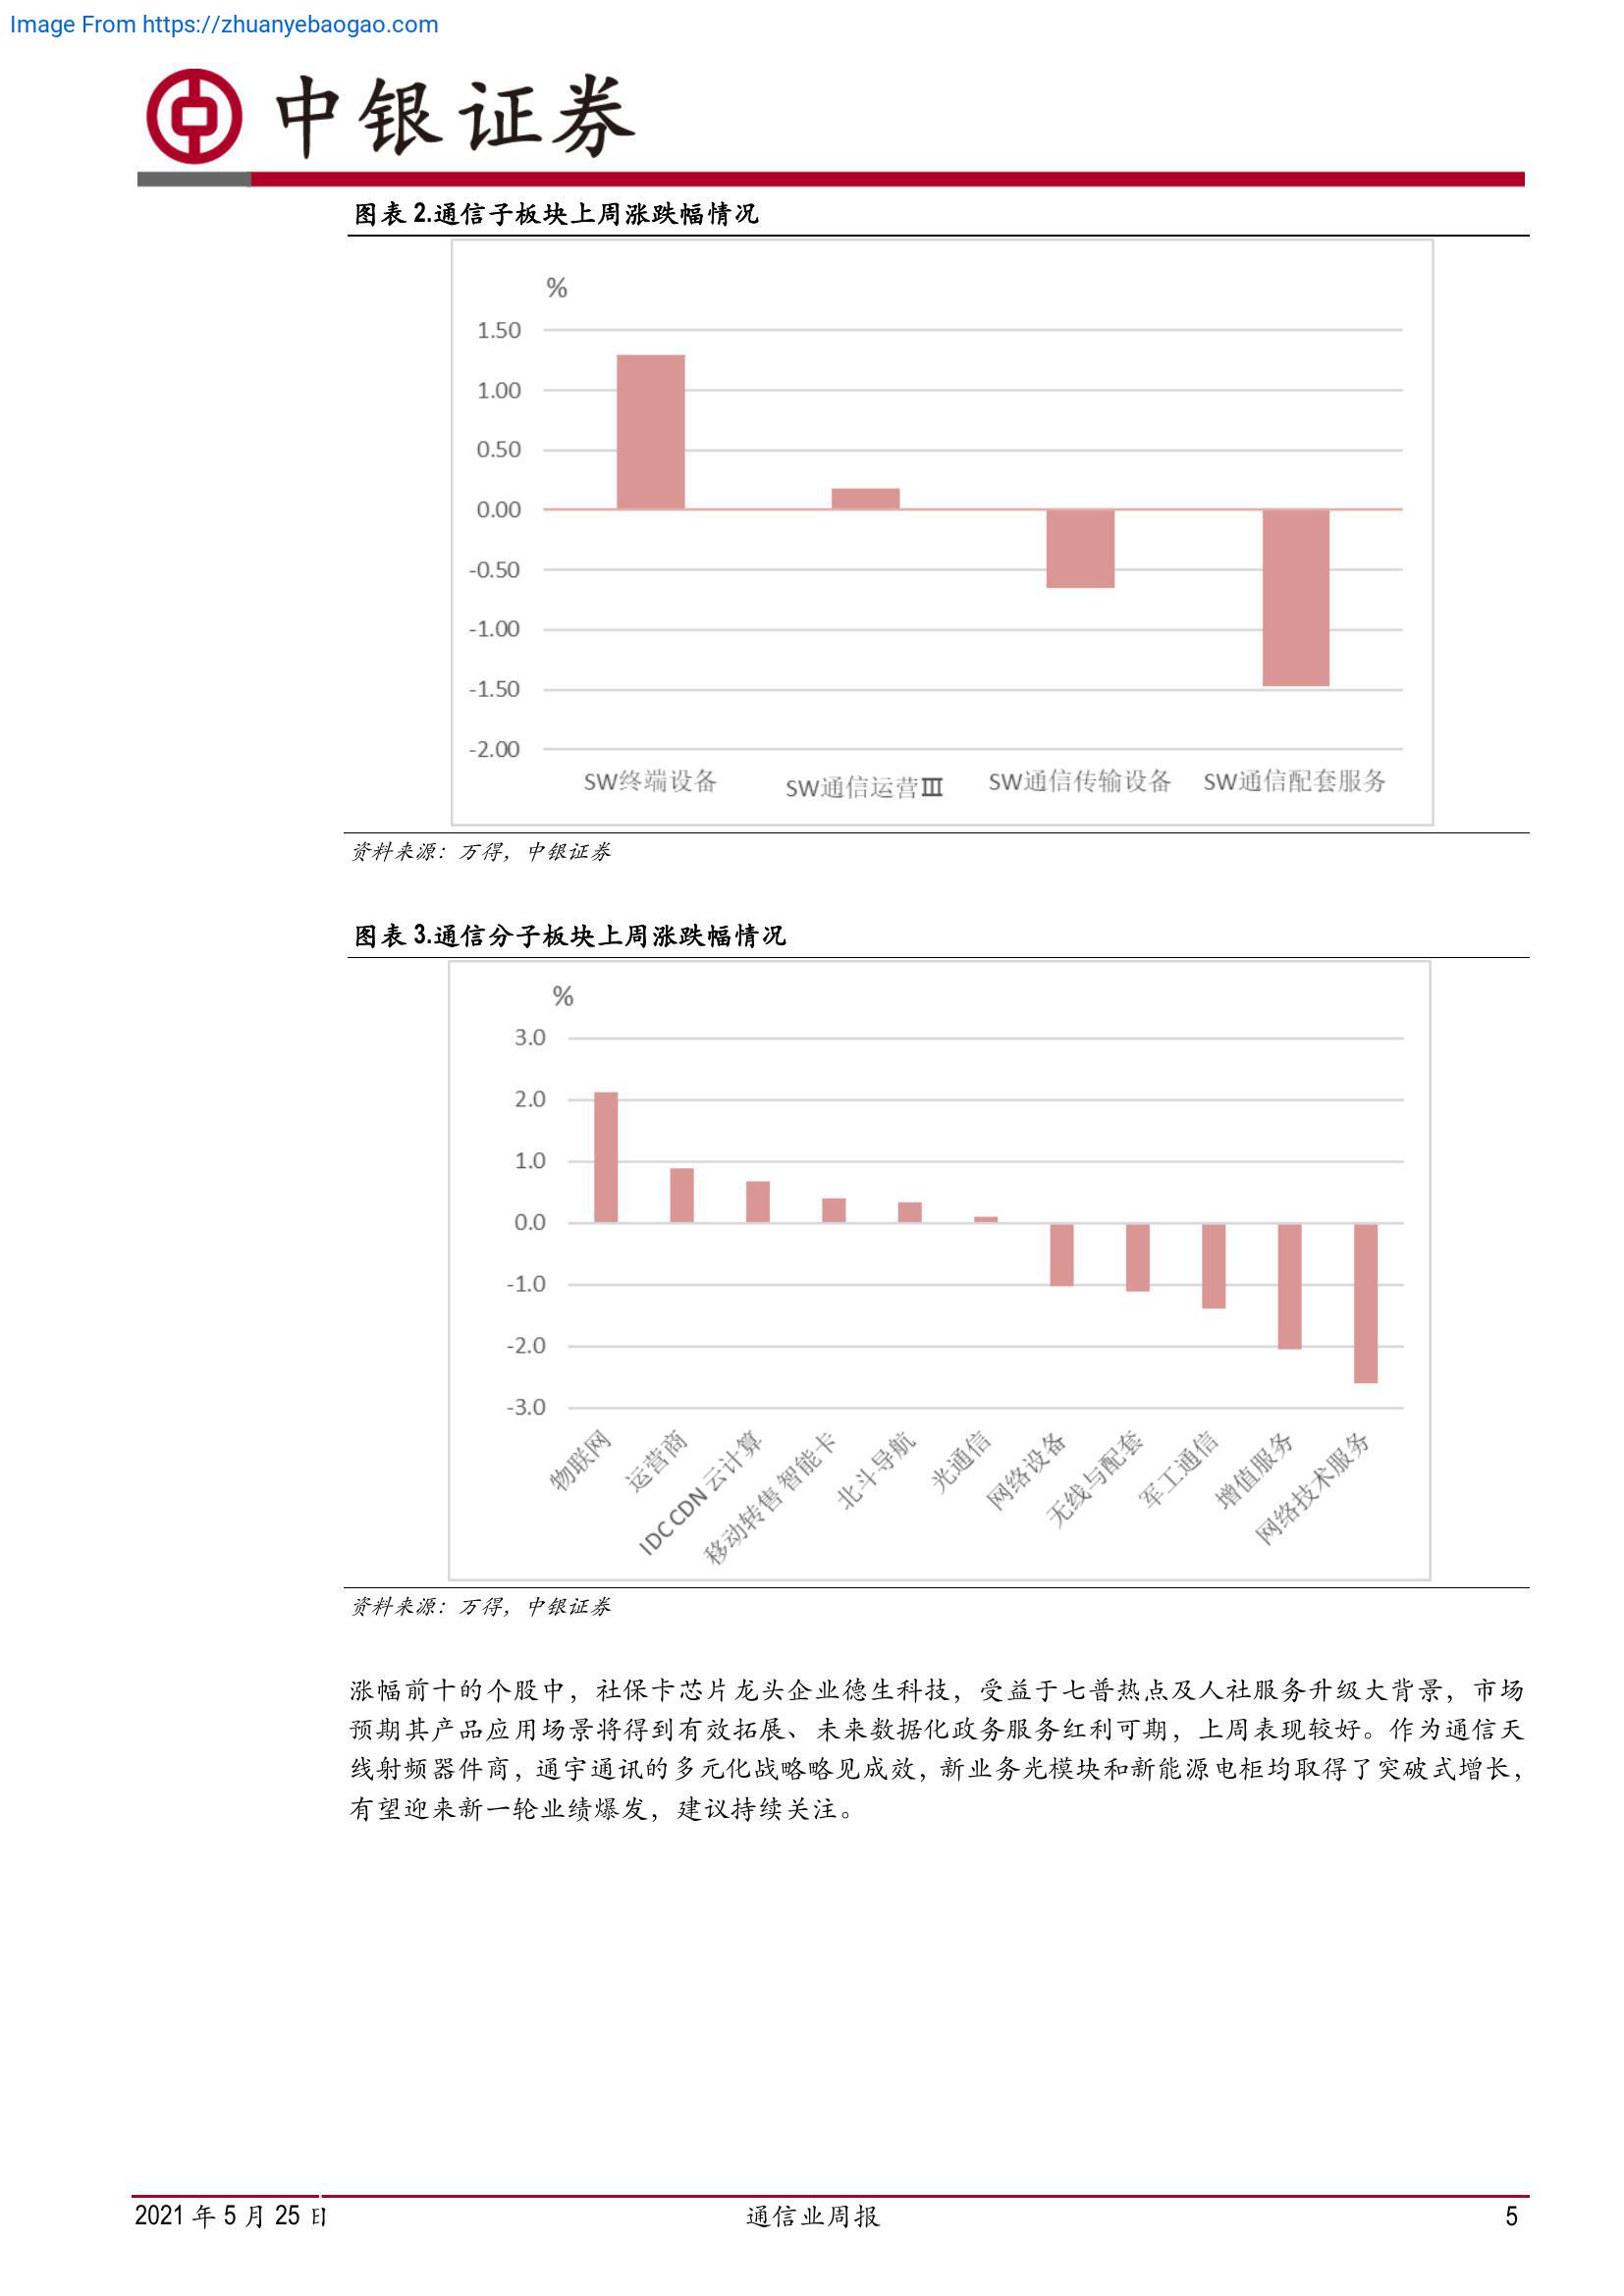 Image From https://zhuanyebaogao.com
中银证券
图表 2.通信子板块上周涨跌幅情况
%
1.50
1.00
0.50
0.00
-0.50
-1.00
-1.50
-2.00
SW终端设备 SW通信运营Ⅲ SW通信传输设备 SW通信配套服务
资料来源：万得，中银证券
图表 3.通信分子板块上周涨跌幅情况
%
3.0
2.0
1.0
0.0
-1.0
-2.0
-3.0
物联网
运营商
IDC CDN 云计算
移动转售 智能卡
北斗导航
光通信
网络设备
无线与配套
军工通信
增值服务
网络技术服务
资料来源：万得，中银证券
涨幅前十的个股中，社保卡芯片龙头企业德生科技，受益于七普热点及人社服务升级大背景，市场
预期其产品应用场景将得到有效拓展、未来数据化政务服务红利可期，上周表现较好。作为通信天
线射频器件商，通宇通讯的多元化战略略见成效，新业务光模块和新能源电柜均取得了突破式增长，
有望迎来新一轮业绩爆发，建议持续关注。
2021 年 5 月 25 日 通信业周报 5